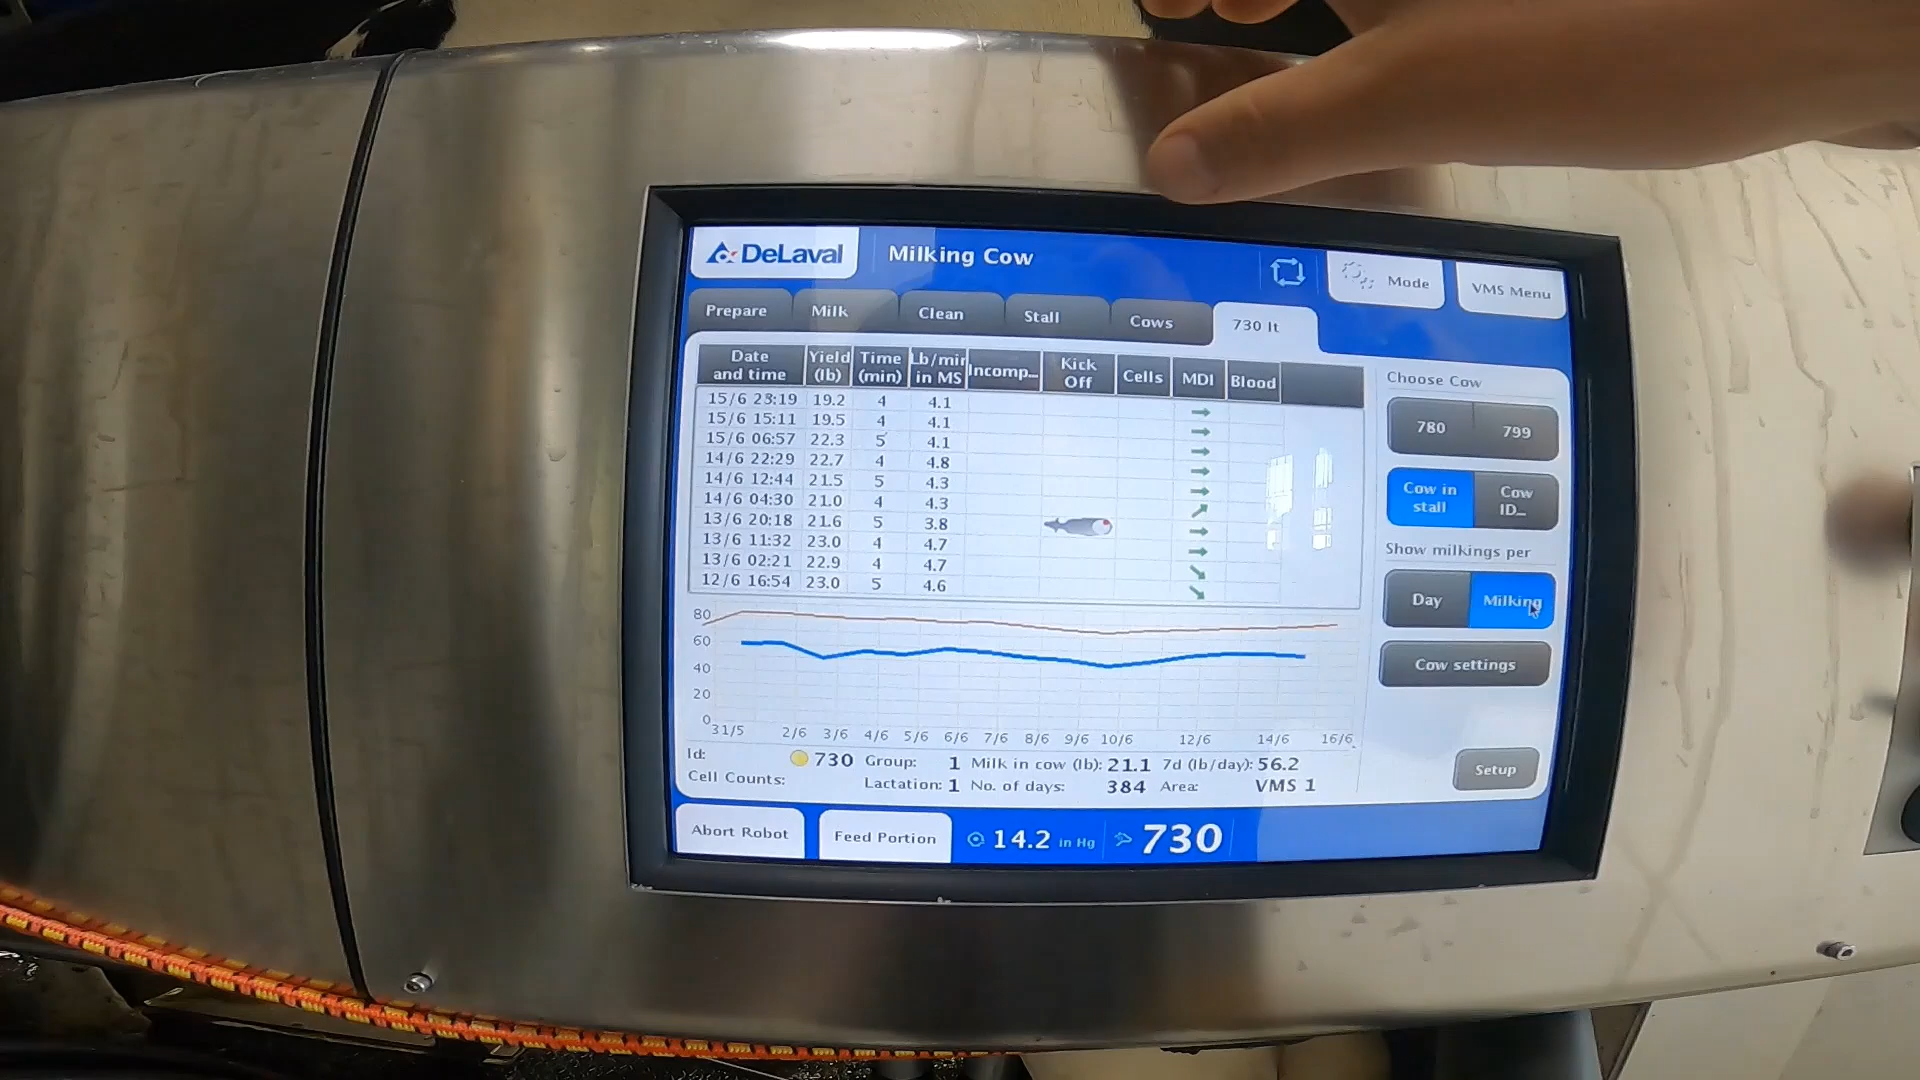 DeLaval Milking Cow Mode VMS Menu
Prepare Milk Clean Stall Cows 730 lt
Date and time Yield (lb) Time (min) Lb/min in MS Incomp... Kick Off Cells MDI Blood
15/6 23:19 19.2 4 4.1
15/6 15:11 19.5 4 4.1
15/6 06:57 22.3 5 4.1
14/6 22:29 22.7 4 4.8
14/6 12:44 21.5 5 4.3
14/6 04:30 21.0 4 4.3
13/6 20:18 21.6 5 3.8
13/6 11:32 23.0 4 4.7
13/6 02:21 22.9 4 4.7
12/6 16:54 23.0 5 4.6
80
60
40
20
0
31/5 2/6 3/6 4/6 5/6 6/6 7/6 8/6 9/6 10/6 12/6 14/6 16/6
Id: 730 Group: 1 Milk in cow (lb): 21.1 7d (lb/day): 56.2
Cell Counts: Lactation: 1 No. of days: 384 Area: VMS 1
Choose Cow
780 799
Cow in stall Cow ID...
Show milkings per
Day Milking
Cow settings
Setup
Abort Robot Feed Portion 14.2 in Hg 730